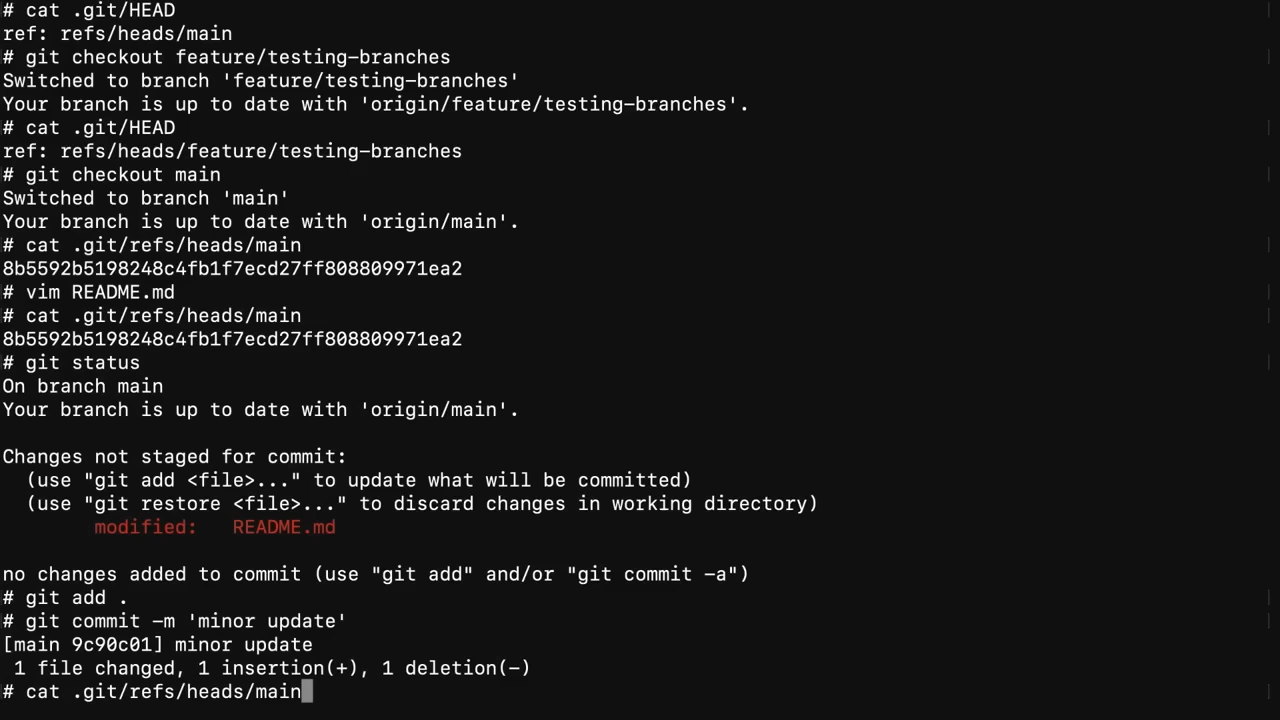 # cat .git/HEAD
ref: refs/heads/main
# git checkout feature/testing-branches
Switched to branch 'feature/testing-branches'
Your branch is up to date with 'origin/feature/testing-branches'.
# cat .git/HEAD
ref: refs/heads/feature/testing-branches
# git checkout main
Switched to branch 'main'
Your branch is up to date with 'origin/main'.
# cat .git/refs/heads/main
8b5592b5198248c4fb1f7ecd27ff808809971ea2
# vim README.md
# cat .git/refs/heads/main
8b5592b5198248c4fb1f7ecd27ff808809971ea2
# git status
On branch main
Your branch is up to date with 'origin/main'.

Changes not staged for commit:
  (use "git add <file>..." to update what will be committed)
  (use "git restore <file>..." to discard changes in working directory)
        modified:   README.md

no changes added to commit (use "git add" and/or "git commit -a")
# git add .
# git commit -m 'minor update'
[main 9c90c01] minor update
 1 file changed, 1 insertion(+), 1 deletion(-)
# cat .git/refs/heads/main